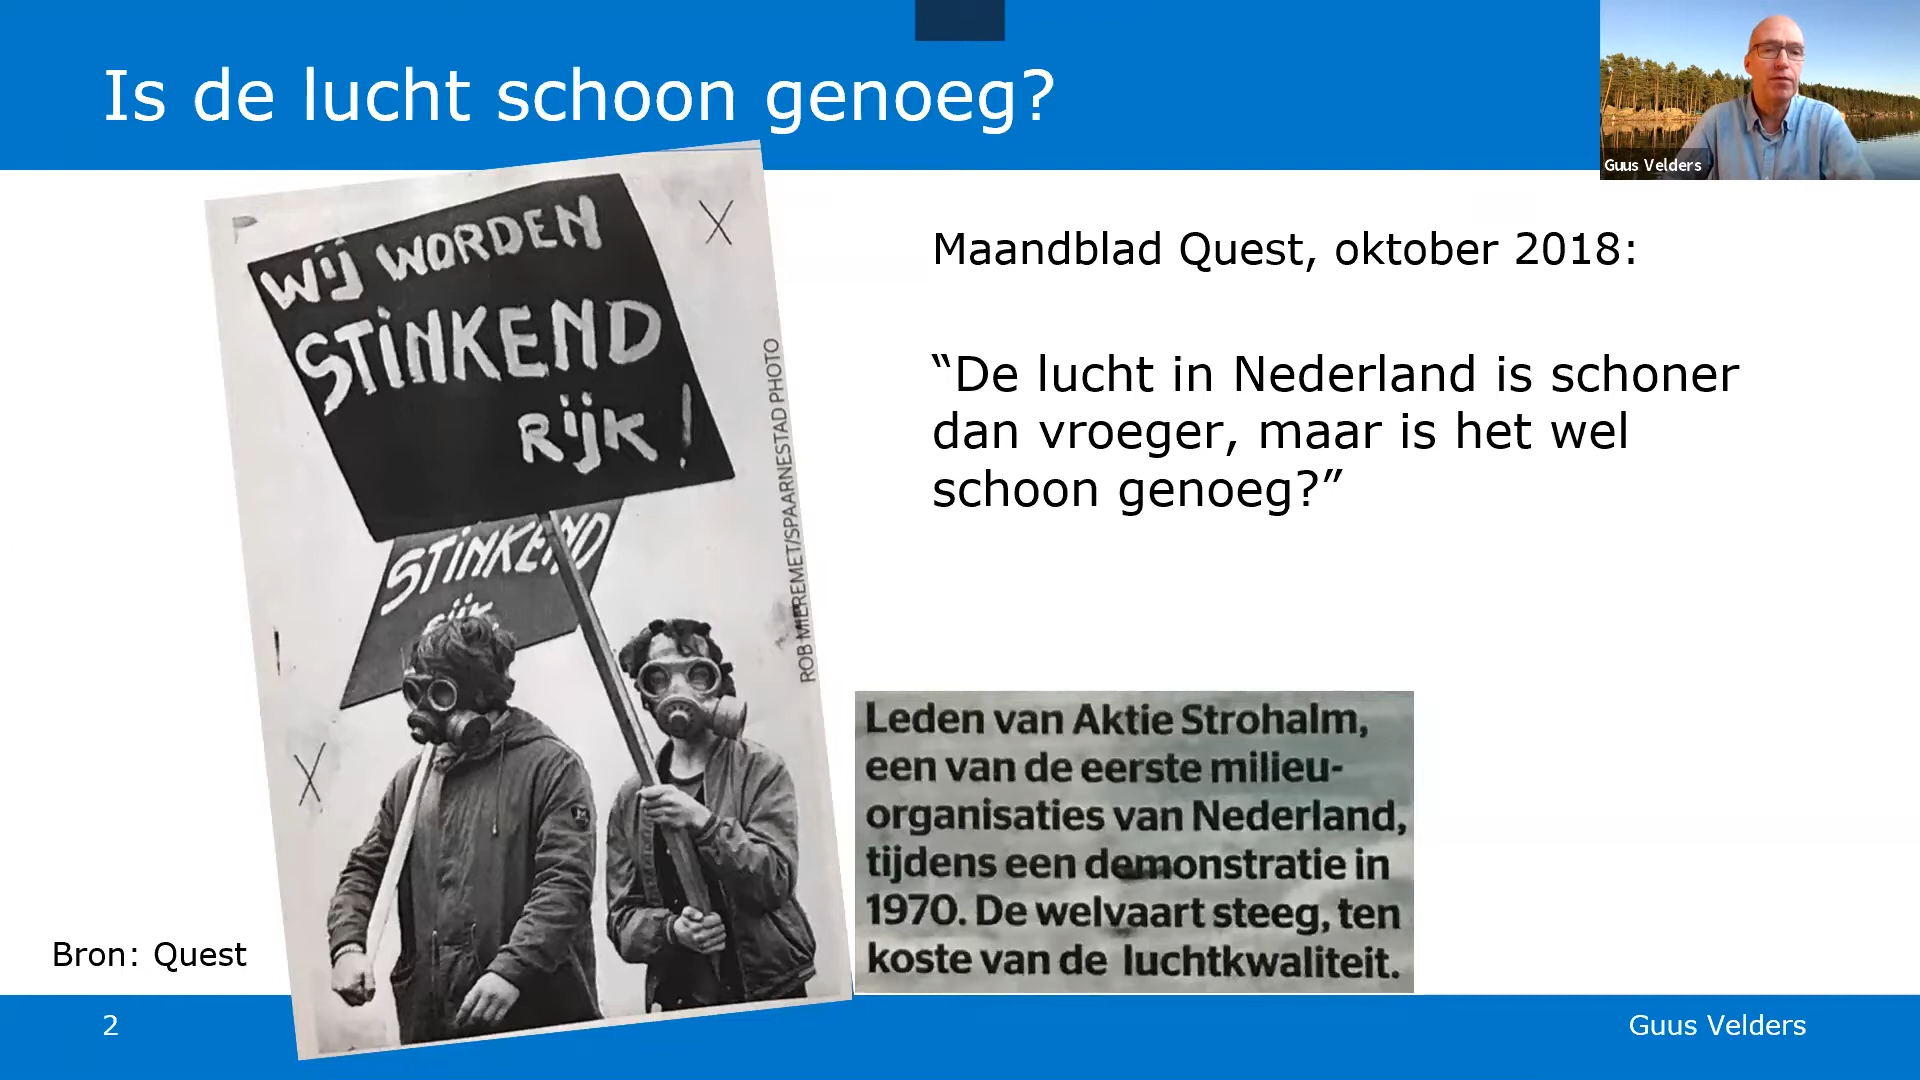 Is de lucht schoon genoeg?
Guus Velders
WIJ WORDEN
STINKEND
RIJK!
STINKEND
RIJK
ROB MIEREMET/SPAARNESTAD PHOTO
Maandblad Quest, oktober 2018:
“De lucht in Nederland is schoner
dan vroeger, maar is het wel
schoon genoeg?”
Leden van Aktie Strohalm,
een van de eerste milieu-
organisaties van Nederland,
tijdens een demonstratie in
1970. De welvaart steeg, ten
koste van de luchtkwaliteit.
Bron: Quest
2
Guus Velders